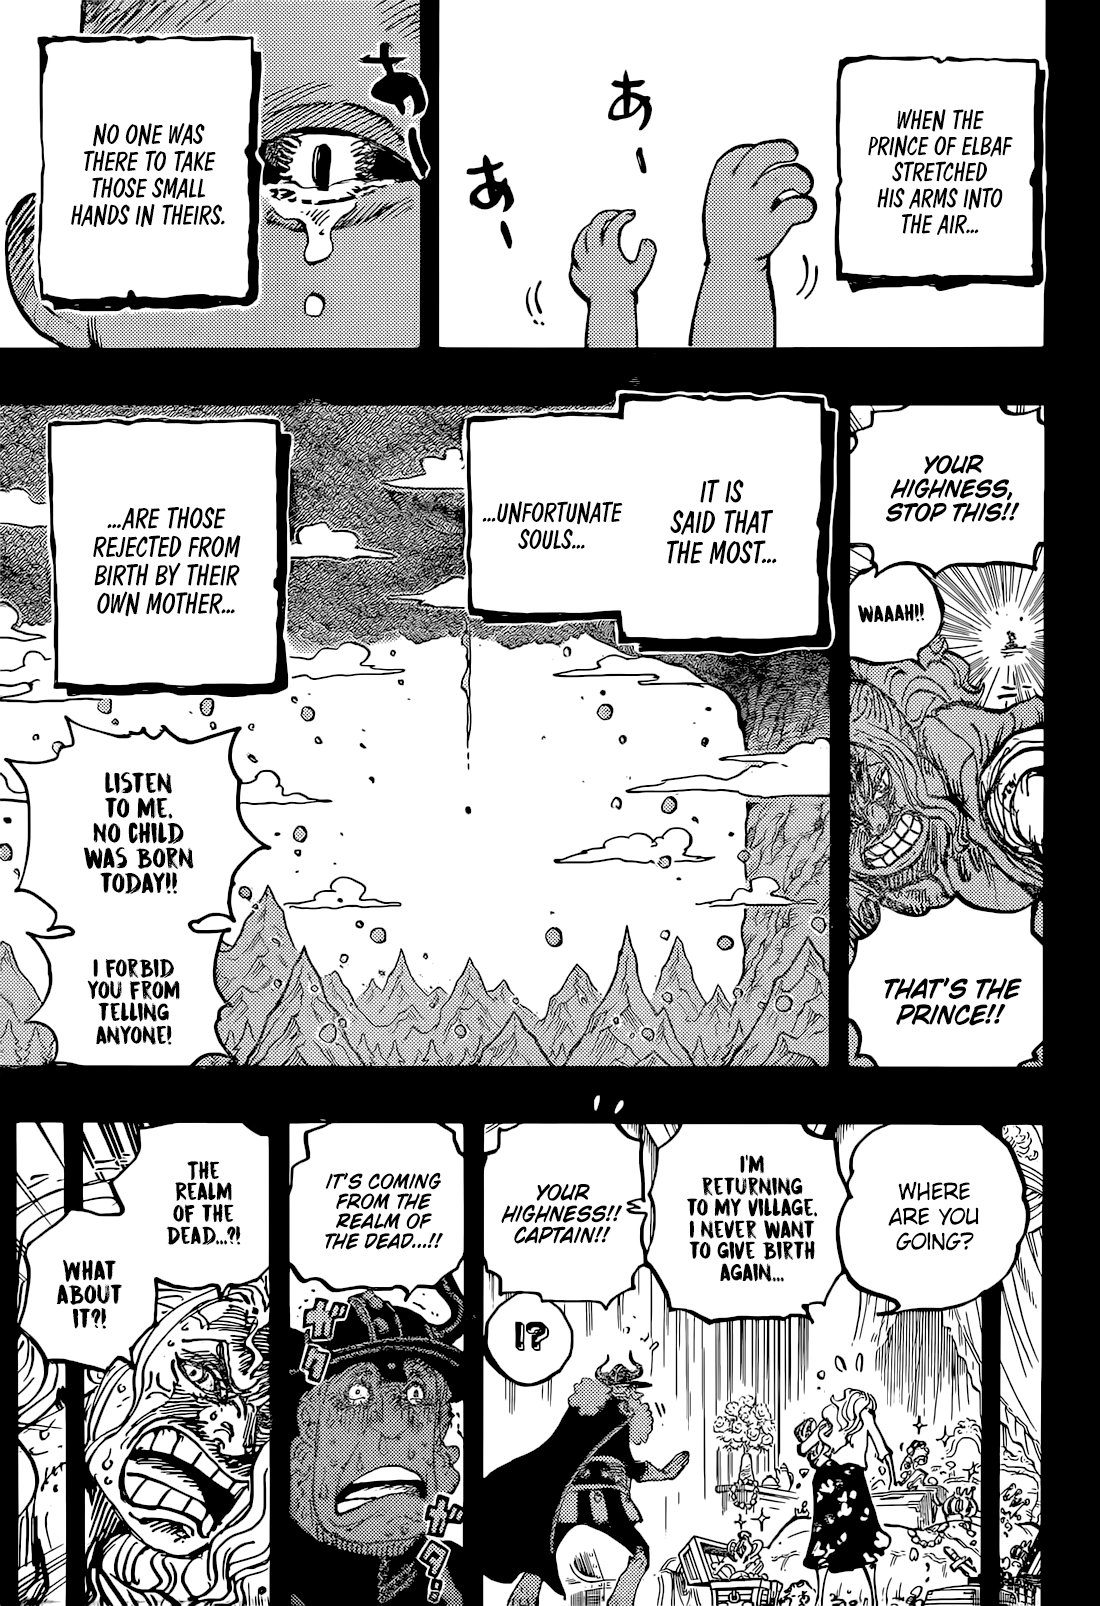 WHEN THE
PRINCE OF ELBAF
STRETCHED
HIS ARMS INTO
THE AIR...
あ
あ
あ
NO ONE WAS
THERE TO TAKE
THOSE SMALL
HANDS IN THEIRS.
YOUR
HIGHNESS,
STOP THIS!!
WAAAH!!
THAT'S THE
PRINCE!!
IT IS
SAID THAT
THE MOST...
...UNFORTUNATE
SOULS...
...ARE THOSE
REJECTED FROM
BIRTH BY THEIR
OWN MOTHER...
LISTEN
TO ME.
NO CHILD
WAS BORN
TODAY!!
I FORBID
YOU FROM
TELLING
ANYONE!
WHERE
ARE YOU
GOING?
I'M
RETURNING
TO MY VILLAGE.
I NEVER WANT
TO GIVE BIRTH
AGAIN...
YOUR
HIGHNESS!!
CAPTAIN!!
!?
IT'S COMING
FROM THE
REALM OF
THE DEAD...!!
ガタ
ガタ
THE
REALM
OF THE
DEAD...?!
WHAT
ABOUT
IT?!